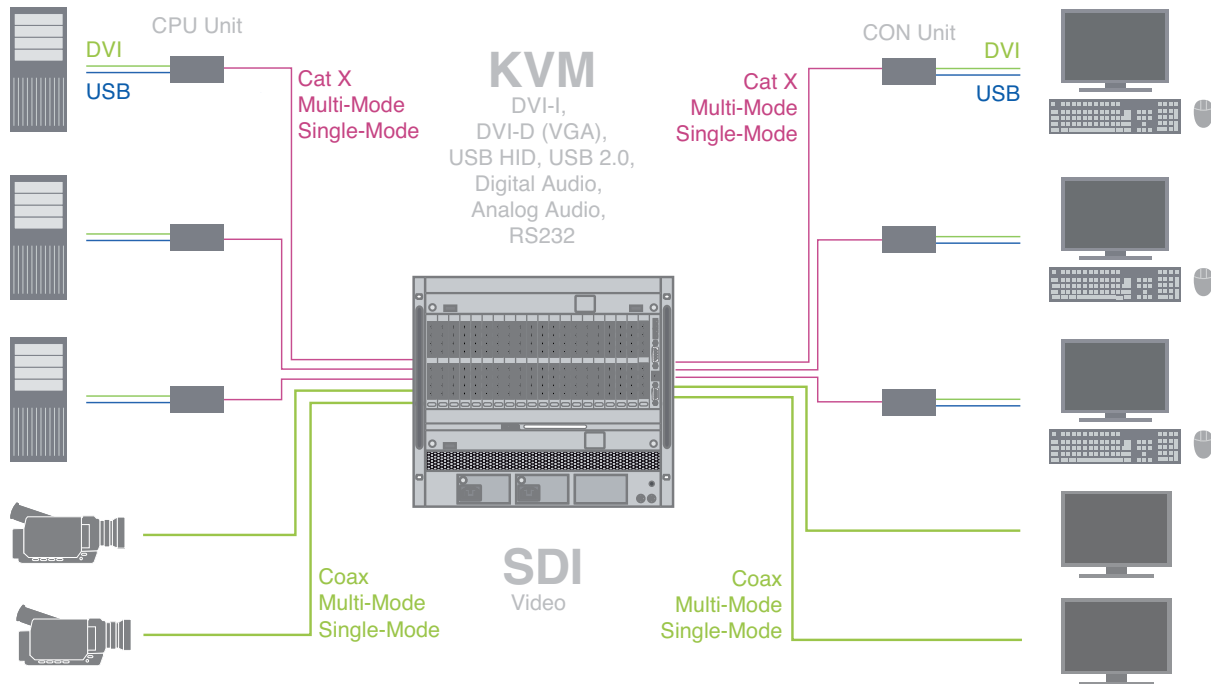 CPU Unit
DVI
USB
Cat X
Multi-Mode
Single-Mode
KVM
DVI-I,
DVI-D (VGA),
USB HID, USB 2.0,
Digital Audio,
Analog Audio,
RS232
Cat X
Multi-Mode
Single-Mode
CON Unit
DVI
USB
Coax
Multi-Mode
Single-Mode
SDI
Video
Coax
Multi-Mode
Single-Mode